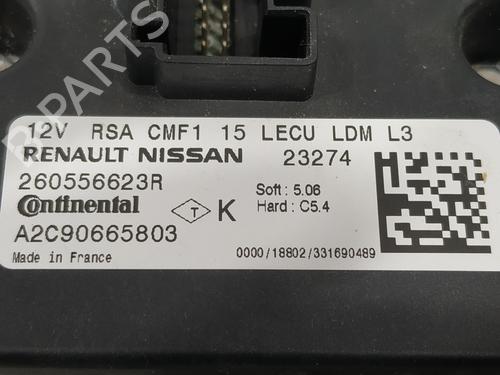 12V RSA CMF1 15 LECU LDM L3
RENAULT NISSAN 23274
260556623R
Soft : 5.06
Continental
T K
Hard : C5.4
A2C90665803
Made in France
0000/18802/331690489
B-PARTS